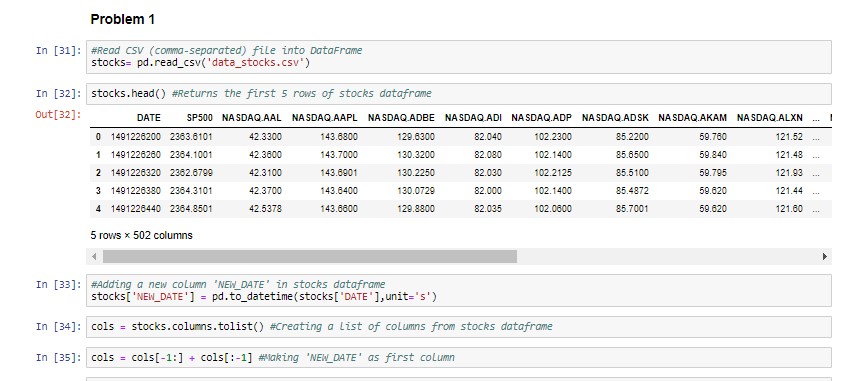 Problem 1
In [31]: #Read CSV (comma-separated) file into DataFrame
stocks= pd.read_csv('data_stocks.csv')
In [32]: stocks.head() #Returns the first 5 rows of stocks dataframe
Out[32]:
DATE SP500 NASDAQ.AAL NASDAQ.AAPL NASDAQ.ADBE NASDAQ.ADI NASDAQ.ADP NASDAQ.ADSK NASDAQ.AKAM NASDAQ.ALXN ...
0 1491226200 2363.6101 42.3300 143.6800 129.6300 82.040 102.2300 85.2200 59.760 121.52 ...
1 1491226260 2364.1001 42.3600 143.7000 130.3200 82.080 102.1400 85.6500 59.840 121.48 ...
2 1491226320 2362.6799 42.3100 143.6901 130.2250 82.030 102.2125 85.5100 59.795 121.93 ...
3 1491226380 2364.3101 42.3700 143.6400 130.0729 82.000 102.1400 85.4872 59.620 121.44 ...
4 1491226440 2364.8501 42.5378 143.6600 129.8800 82.035 102.0600 85.7001 59.620 121.60 ...
5 rows × 502 columns
In [33]: #Adding a new column 'NEW_DATE' in stocks dataframe
stocks['NEW_DATE'] = pd.to_datetime(stocks['DATE'],unit='s')
In [34]: cols = stocks.columns.tolist() #Creating a list of columns from stocks dataframe
In [35]: cols = cols[-1:] + cols[:-1] #Making 'NEW_DATE' as first column